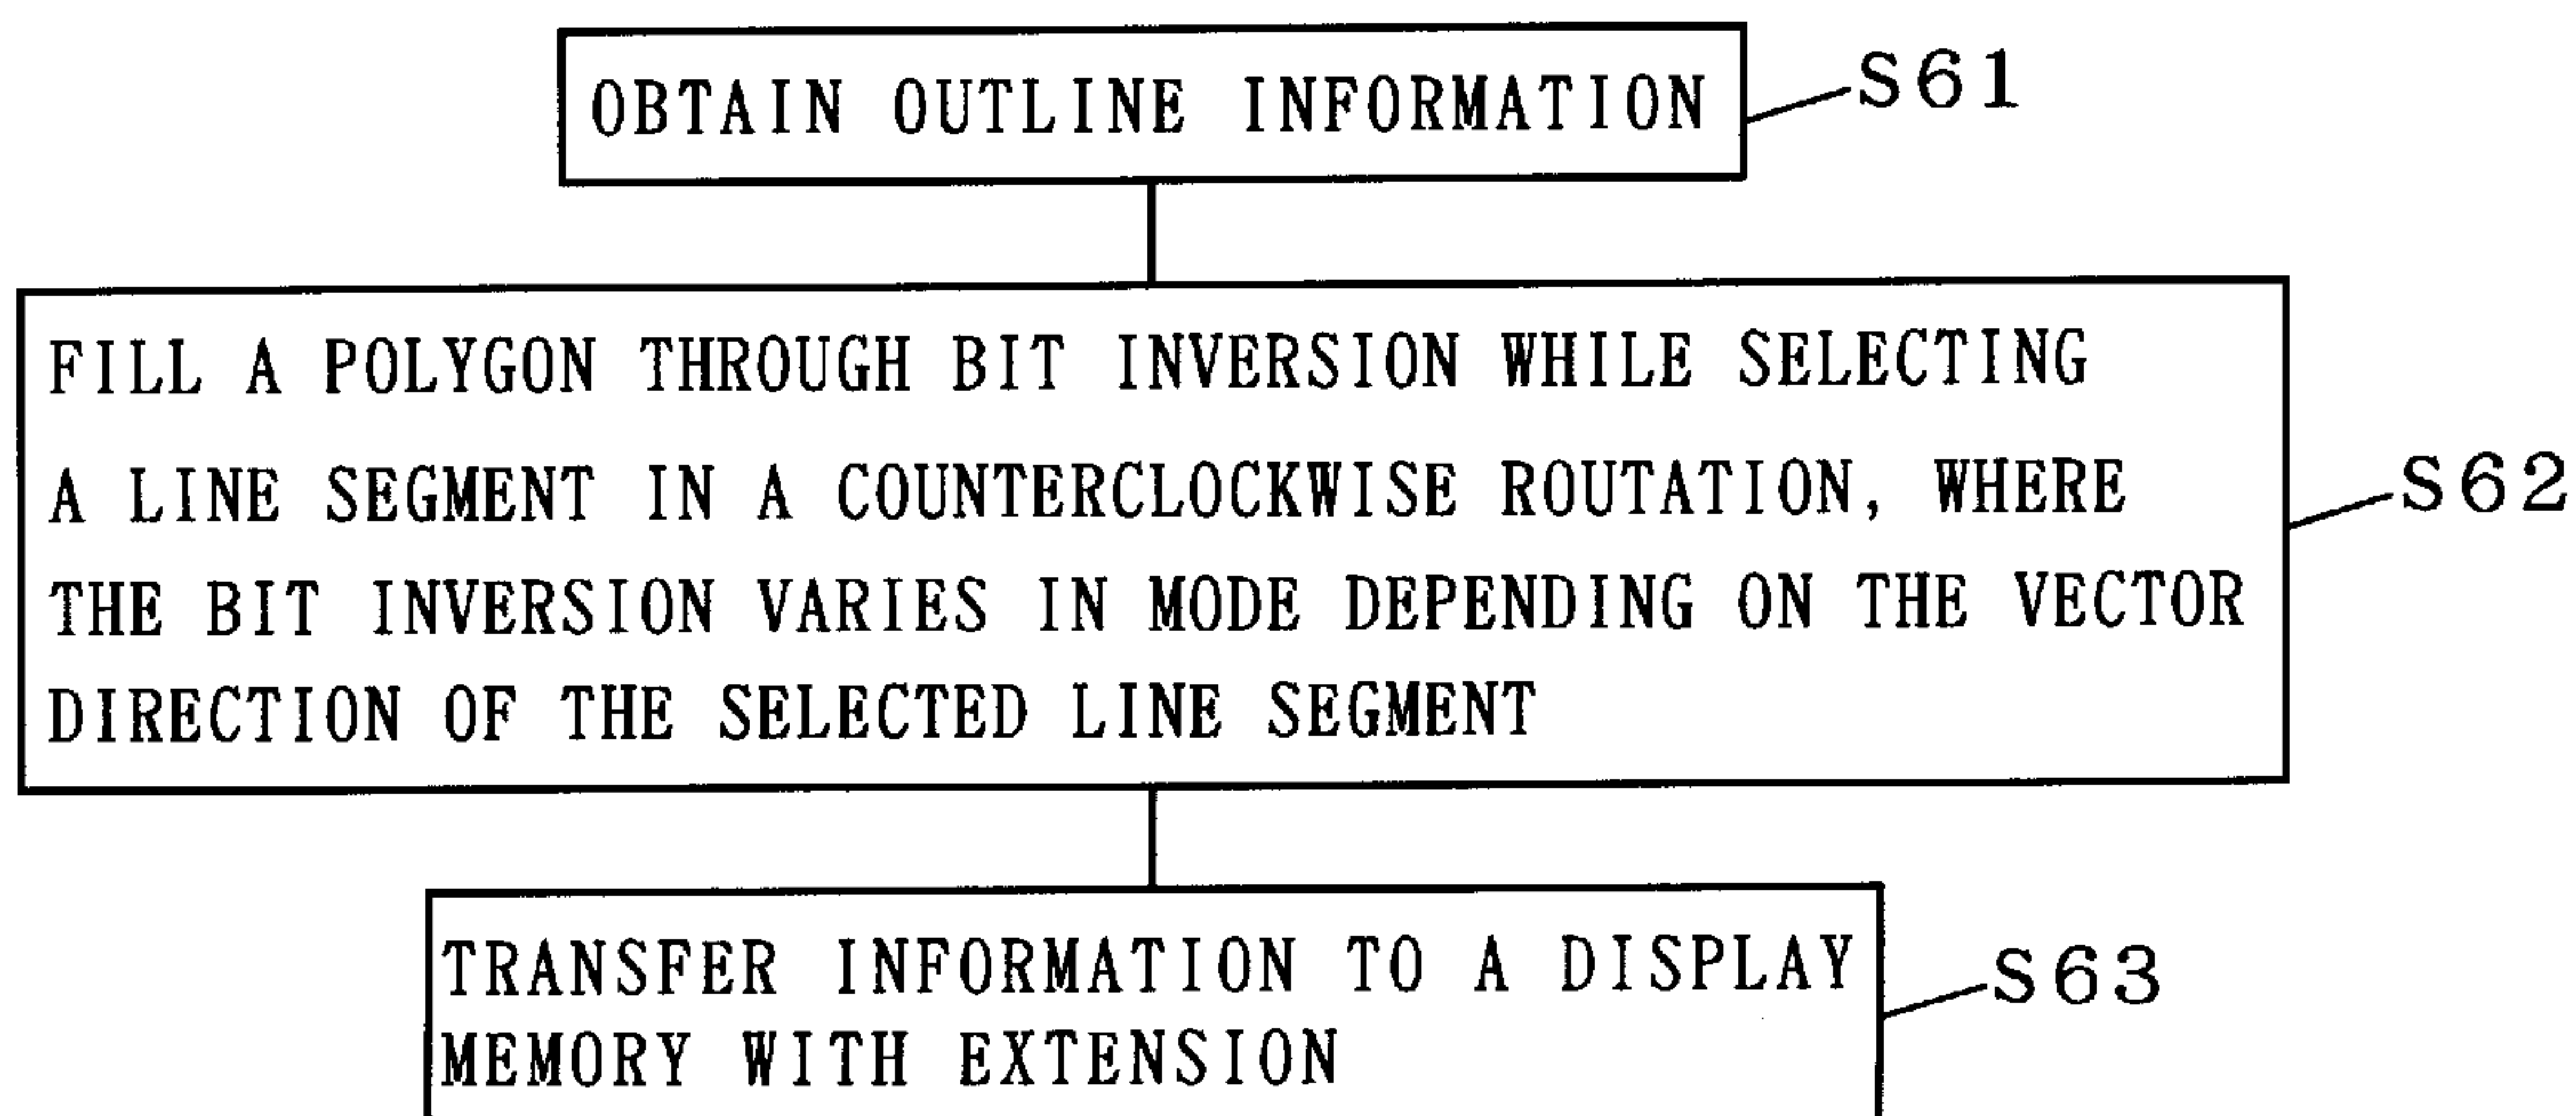 OBTAIN OUTLINE INFORMATION
S61
FILL A POLYGON THROUGH BIT INVERSION WHILE SELECTING
A LINE SEGMENT IN A COUNTERCLOCKWISE ROUTATION, WHERE
THE BIT INVERSION VARIES IN MODE DEPENDING ON THE VECTOR
DIRECTION OF THE SELECTED LINE SEGMENT
S62
TRANSFER INFORMATION TO A DISPLAY
MEMORY WITH EXTENSION
S63